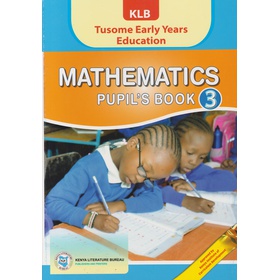 KLB
Tusome Early Years
Education
MATHEMATICS
PUPIL'S BOOK 3
KENYA LITERATURE BUREAU